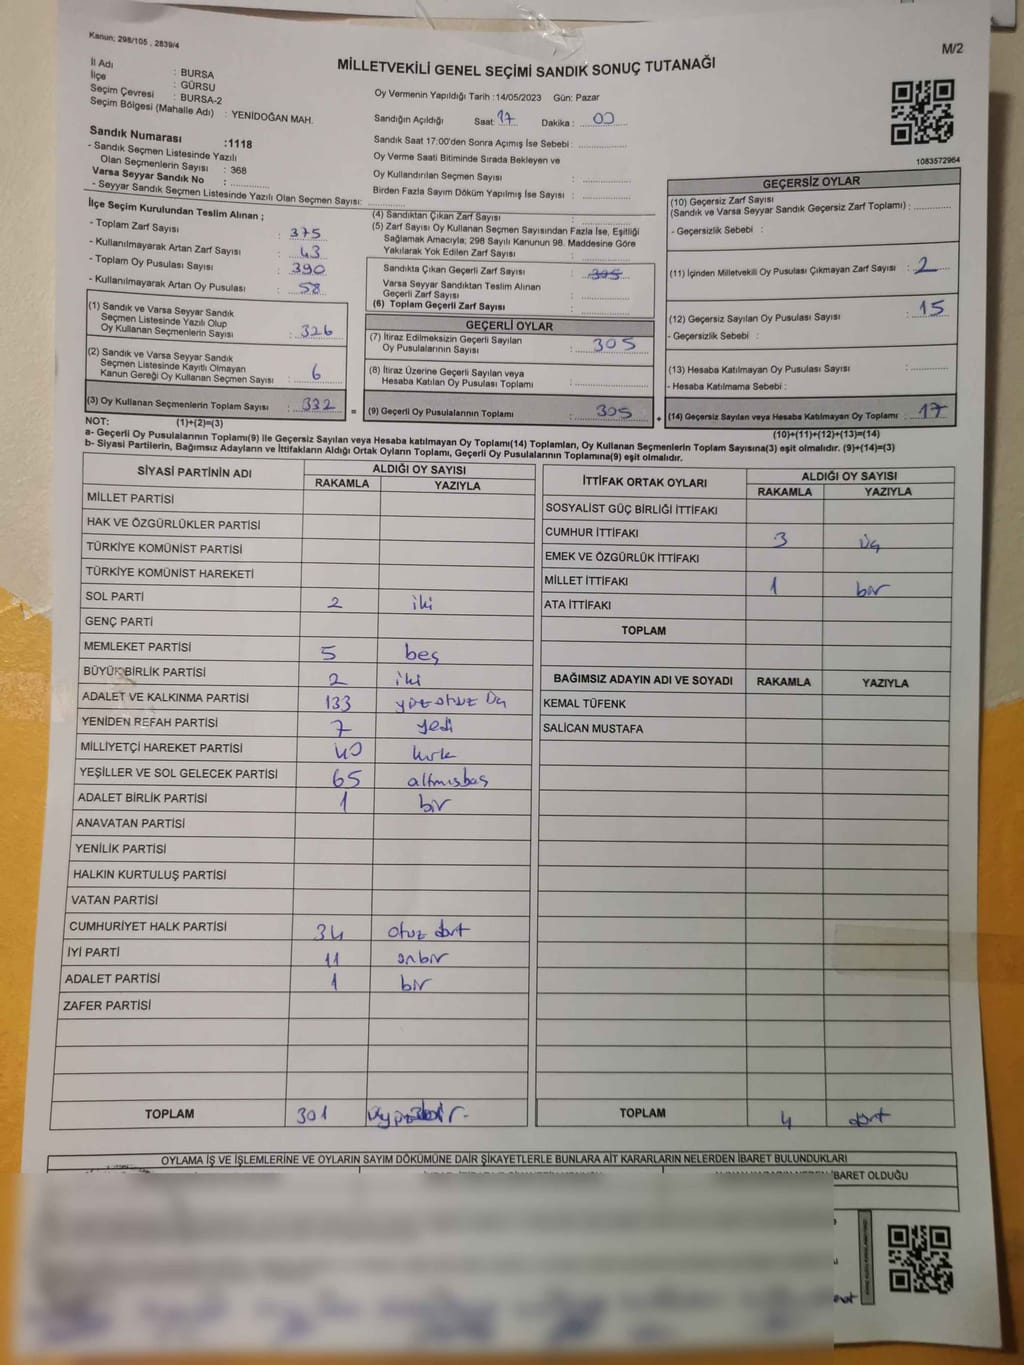 Kanun: 298/105 , 2839/4
M/2
MİLLETVEKİLİ GENEL SEÇİMİ SANDIK SONUÇ TUTANAĞI
İl Adı : BURSA
İlçe : GÜRSU
Seçim Çevresi : BURSA-2
Seçim Bölgesi (Mahalle Adı) : YENİDOĞAN MAH.
Sandık Numarası :1118
- Sandık Seçmen Listesinde Yazılı
Olan Seçmenlerin Sayısı : 368
Varsa Seyyar Sandık No : ..............
- Seyyar Sandık Seçmen Listesinde Yazılı Olan Seçmen Sayısı: ..............
İlçe Seçim Kurulundan Teslim Alınan ;
- Toplam Zarf Sayısı : 375
- Kullanılmayarak Artan Zarf Sayısı : 43
- Toplam Oy Pusulası Sayısı : 390
- Kullanılmayarak Artan Oy Pusulası : 58
(1) Sandık ve Varsa Seyyar Sandık
Seçmen Listesinde Yazılı Olup
Oy Kullanan Seçmenlerin Sayısı : 326
(2) Sandık ve Varsa Seyyar Sandık
Seçmen Listesinde Kayıtlı Olmayan
Kanun Gereği Oy Kullanan Seçmen Sayısı : 6
(3) Oy Kullanan Seçmenlerin Toplam Sayısı : 332
Oy Vermenin Yapıldığı Tarih :14/05/2023 Gün: Pazar
Sandığın Açıldığı Saat: 17 Dakika : 00
Sandık Saat 17:00'den Sonra Açımış İse Sebebi : ..............
Oy Verme Saati Bitiminde Sırada Bekleyen ve
Oy Kullandırılan Seçmen Sayısı : ..............
Birden Fazla Sayım Döküm Yapılmış İse Sayısı : ..............
(4) Sandıktan Çıkan Zarf Sayısı : ..............
(5) Zarf Sayısı Oy Kullanan Seçmen Sayısından Fazla İse, Eşitliği
Sağlamak Amacıyla; 298 Sayılı Kanunun 98. Maddesine Göre
Yakılarak Yok Edilen Zarf Sayısı : ..............
Sandıkta Çıkan Geçerli Zarf Sayısı : 305
Varsa Seyyar Sandıktan Teslim Alınan
Geçerli Zarf Sayısı : ..............
(6) Toplam Geçerli Zarf Sayısı : ..............
GEÇERLİ OYLAR
(7) İtiraz Edilmeksizin Geçerli Sayılan
Oy Pusulalarının Sayısı : 305
(8) İtiraz Üzerine Geçerli Sayılan veya
Hesaba Katılan Oy Pusulası Toplamı : ..............
= (9) Geçerli Oy Pusulalarının Toplamı : 305
1083572964
GEÇERSİZ OYLAR
(10) Geçersiz Zarf Sayısı
(Sandık ve Varsa Seyyar Sandık Geçersiz Zarf Toplamı) : ..............
- Geçersizlik Sebebi :
(11) İçinden Milletvekili Oy Pusulası Çıkmayan Zarf Sayısı : 2
(12) Geçersiz Sayılan Oy Pusulası Sayısı : 15
- Geçersizlik Sebebi :
(13) Hesaba Katılmayan Oy Pusulası Sayısı : ..............
- Hesaba Katılmama Sebebi :
+ (14) Geçersiz Sayılan veya Hesaba Katılmayan Oy Toplamı : 17
NOT: (1)+(2)=(3) (10)+(11)+(12)+(13)=(14)
a- Geçerli Oy Pusulalarının Toplamı(9) ile Geçersiz Sayılan veya Hesaba katılmayan Oy Toplamı(14) Toplamları, Oy Kullanan Seçmenlerin Toplam Sayısına(3) eşit olmalıdır. (9)+(14)=(3)
b- Siyasi Partilerin, Bağımsız Adayların ve İttifakların Aldığı Oyların Toplamı, Geçerli Oy Pusulalarının Toplamına(9) eşit olmalıdır.
SİYASİ PARTİNİN ADI ALDIĞI OY SAYISI
RAKAMLA YAZIYLA
MİLLET PARTİSİ
HAK VE ÖZGÜRLÜKLER PARTİSİ
TÜRKİYE KOMÜNİST PARTİSİ
TÜRKİYE KOMÜNİST HAREKETİ
SOL PARTİ 2 iki
GENÇ PARTİ
MEMLEKET PARTİSİ 5 beş
BÜYÜK BİRLİK PARTİSİ 2 iki
ADALET VE KALKINMA PARTİSİ 133 yüz otuz üç
YENİDEN REFAH PARTİSİ 7 yedi
MİLLİYETÇİ HAREKET PARTİSİ 40 kırk
YEŞİLLER VE SOL GELECEK PARTİSİ 65 altmışbeş
ADALET BİRLİK PARTİSİ 1 bir
ANAVATAN PARTİSİ
YENİLİK PARTİSİ
HALKIN KURTULUŞ PARTİSİ
VATAN PARTİSİ
CUMHURİYET HALK PARTİSİ 34 otuz dört
İYİ PARTİ 11 onbir
ADALET PARTİSİ 1 bir
ZAFER PARTİSİ
TOPLAM 301
İTTİFAK ORTAK OYLARI ALDIĞI OY SAYISI
RAKAMLA YAZIYLA
SOSYALİST GÜÇ BİRLİĞİ İTTİFAKI
CUMHUR İTTİFAKI 3 üç
EMEK VE ÖZGÜRLÜK İTTİFAKI
MİLLET İTTİFAKI 1 bir
ATA İTTİFAKI
TOPLAM
BAĞIMSIZ ADAYIN ADI VE SOYADI RAKAMLA YAZIYLA
KEMAL TÜFENK
SALİCAN MUSTAFA
TOPLAM 4 dört
OYLAMA İŞ VE İŞLEMLERİNE VE OYLARIN SAYIM DÖKÜMÜNE DAİR ŞİKAYETLERLE BUNLARA AİT KARARLARIN NELERDEN İBARET BULUNDUKLARI
İBARET OLDUĞU